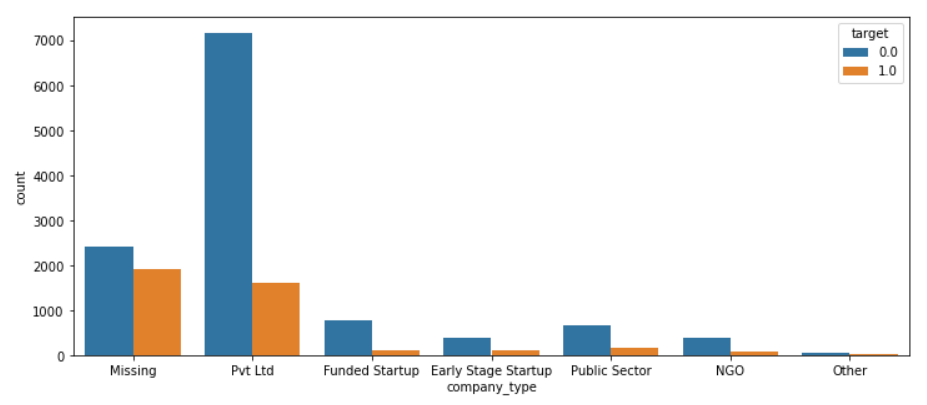 target
0.0
1.0
count
7000
6000
5000
4000
3000
2000
1000
0
Missing Pvt Ltd Funded Startup Early Stage Startup Public Sector NGO Other
company_type